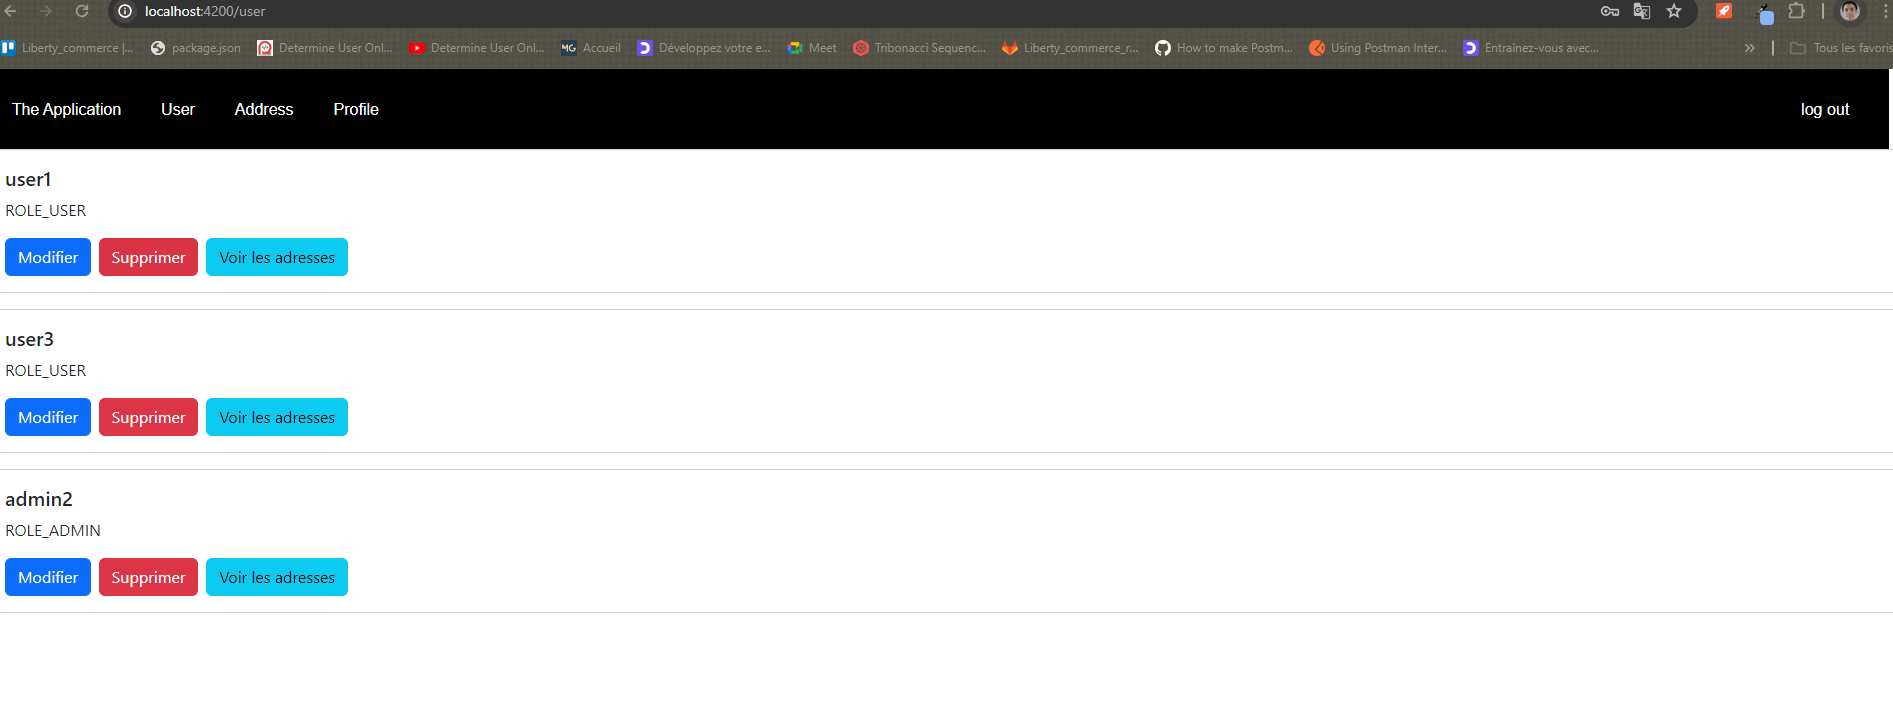 localhost:4200/user
Liberty_commerce |... package.json Determine User Onl... Determine User Onl... MG Accueil Développez votre e... Meet Tribonacci Sequenc... Liberty_commerce_r... How to make Postm... Using Postman Inter... Entraînez-vous avec... » Tous les favoris
The Application User Address Profile log out
user1
ROLE_USER
Modifier Supprimer Voir les adresses
user3
ROLE_USER
Modifier Supprimer Voir les adresses
admin2
ROLE_ADMIN
Modifier Supprimer Voir les adresses